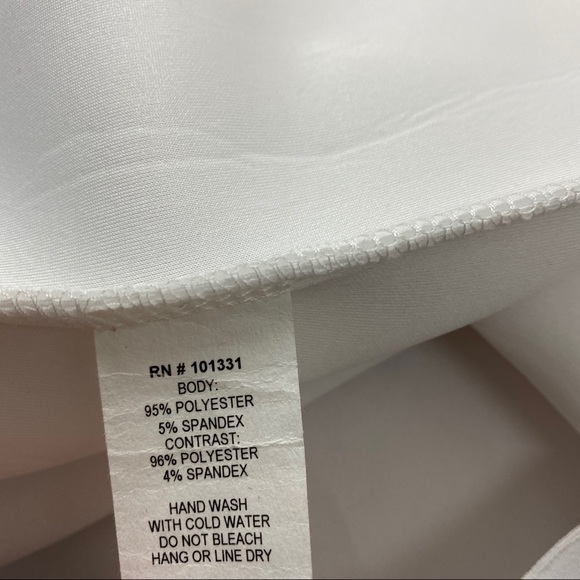 RN # 101331
BODY:
95% POLYESTER
5% SPANDEX
CONTRAST:
96% POLYESTER
4% SPANDEX
HAND WASH
WITH COLD WATER
DO NOT BLEACH
HANG OR LINE DRY